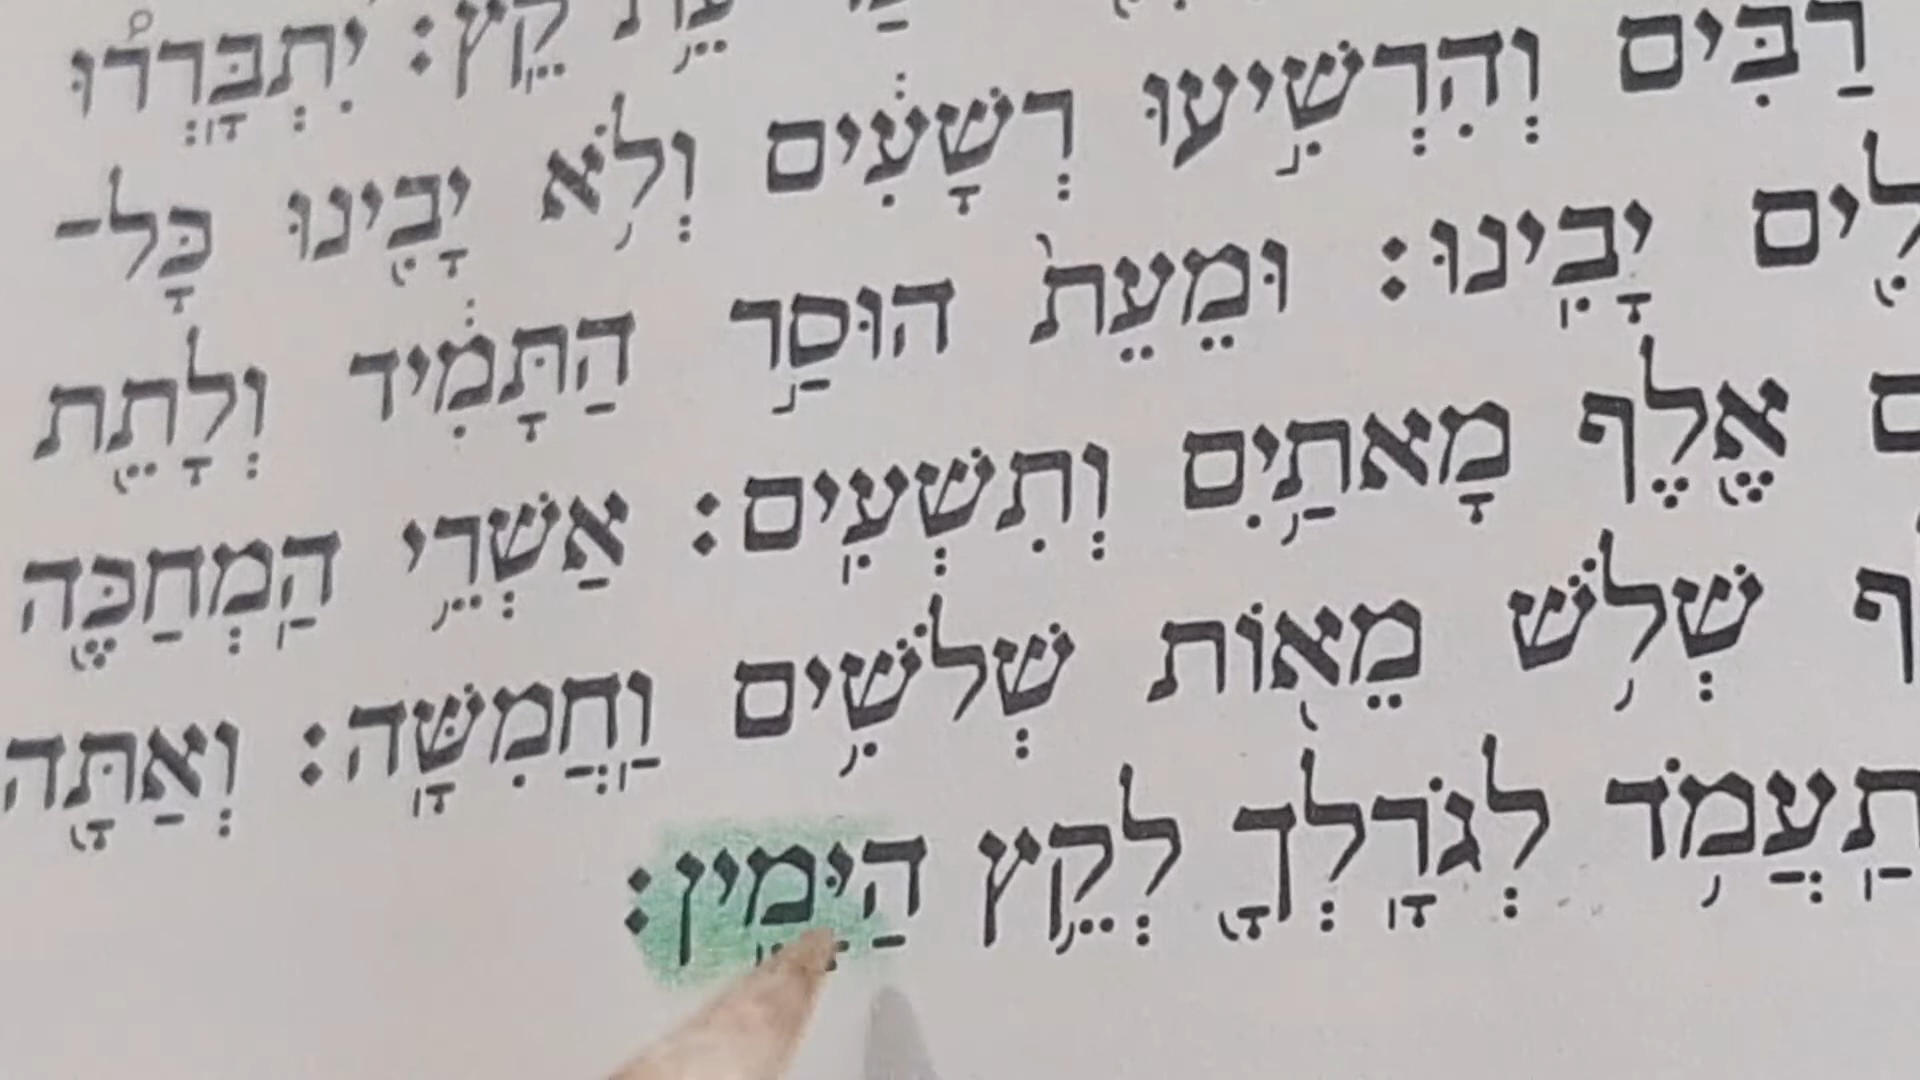 עֵת קֵץ׃ יִתְבָּרֲרוּ
רַבִּים וְהִרְשִׁיעוּ רְשָׁעִים וְלֹא יָבִינוּ כָּל־
יָבִינוּ׃ וּמֵעֵת הוּסַר הַתָּמִיד וְלָתֵת
אֶלֶף מָאתַיִם וְתִשְׁעִים׃ אַשְׁרֵי הַמְחַכֶּה
שְׁלֹשׁ מֵאוֹת שְׁלֹשִׁים וַחֲמִשָּׁה׃ וְאַתָּה
תַעֲמֹד לְגֹרָלְךָ לְקֵץ הַיָּמִין׃